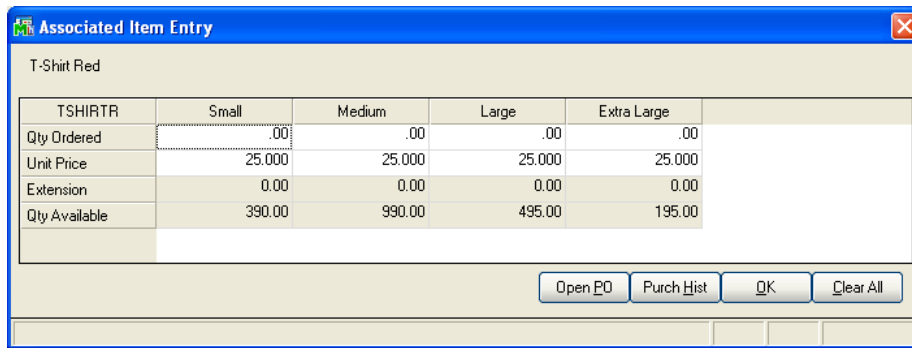 Associated Item Entry
T-Shirt Red
TSHIRTR Small Medium Large Extra Large
Qty Ordered .00 .00 .00 .00
Unit Price 25.000 25.000 25.000 25.000
Extension 0.00 0.00 0.00 0.00
Qty Available 390.00 990.00 495.00 195.00
Open PO Purch Hist OK Clear All